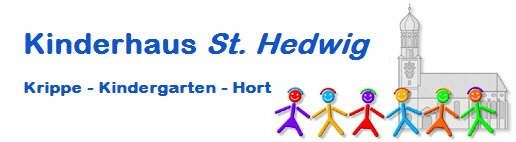 Kinderhaus St. Hedwig
Krippe - Kindergarten - Hort